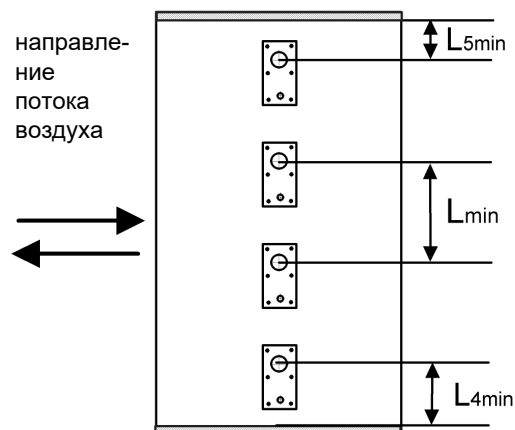 направле-
ние
потока
воздуха
L5min
Lmin
L4min